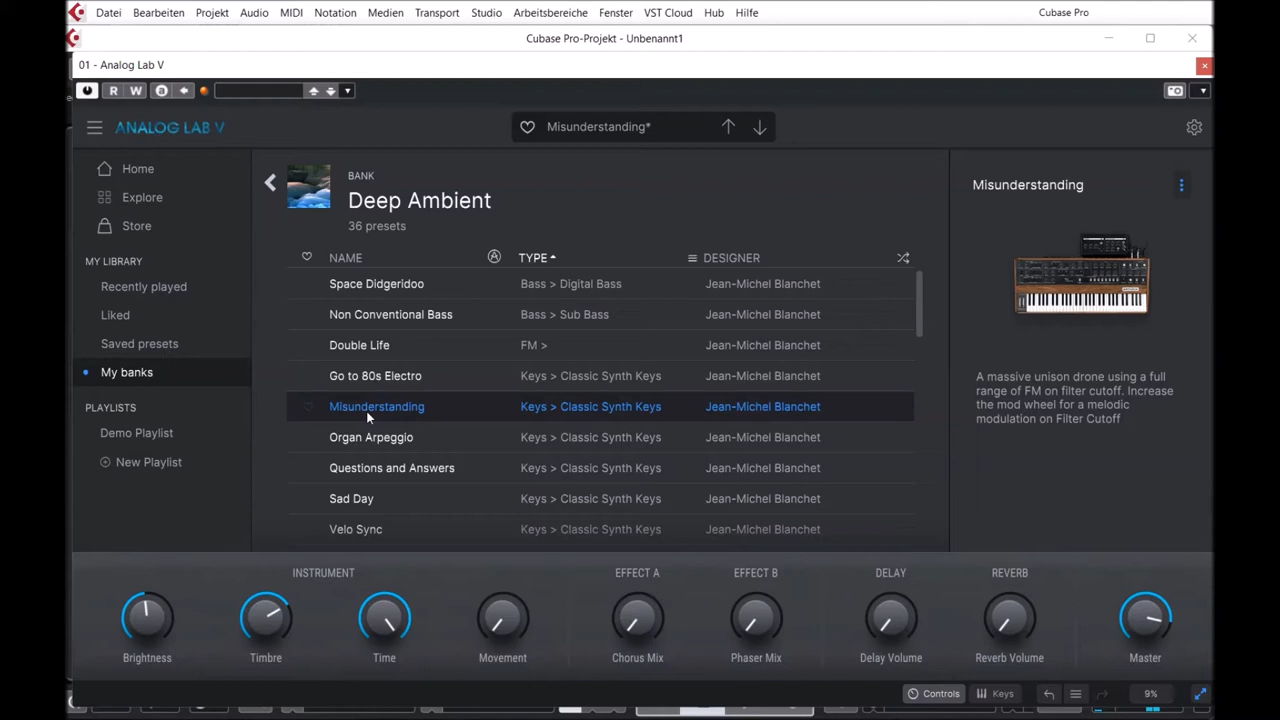 Datei Bearbeiten Projekt Audio MIDI Notation Medien Transport Studio Arbeitsbereiche Fenster VST Cloud Hub Hilfe Cubase Pro
Cubase Pro-Projekt - Unbenannt1
01 - Analog Lab V
R W a
ANALOG LAB V
Misunderstanding*
Home
Explore
Store
MY LIBRARY
Recently played
Liked
Saved presets
My banks
PLAYLISTS
Demo Playlist
New Playlist
BANK
Deep Ambient
36 presets
NAME TYPE DESIGNER
Space Didgeridoo Bass > Digital Bass Jean-Michel Blanchet
Non Conventional Bass Bass > Sub Bass Jean-Michel Blanchet
Double Life FM > Jean-Michel Blanchet
Go to 80s Electro Keys > Classic Synth Keys Jean-Michel Blanchet
Misunderstanding Keys > Classic Synth Keys Jean-Michel Blanchet
Organ Arpeggio Keys > Classic Synth Keys Jean-Michel Blanchet
Questions and Answers Keys > Classic Synth Keys Jean-Michel Blanchet
Sad Day Keys > Classic Synth Keys Jean-Michel Blanchet
Velo Sync Keys > Classic Synth Keys Jean-Michel Blanchet
Misunderstanding
A massive unison drone using a full
range of FM on filter cutoff. Increase
the mod wheel for a melodic
modulation on Filter Cutoff
INSTRUMENT EFFECT A EFFECT B DELAY REVERB
Brightness Timbre Time Movement Chorus Mix Phaser Mix Delay Volume Reverb Volume Master
Controls Keys 9%